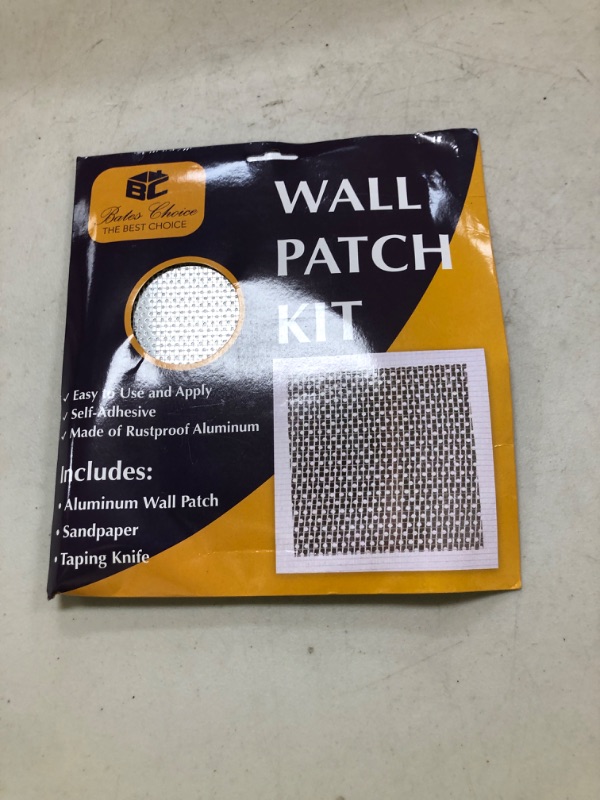 BC
Bates Choice
THE BEST CHOICE
WALL
PATCH
KIT
✓ Easy to Use and Apply
✓ Self-Adhesive
✓ Made of Rustproof Aluminum
Includes:
• Aluminum Wall Patch
• Sandpaper
• Taping Knife